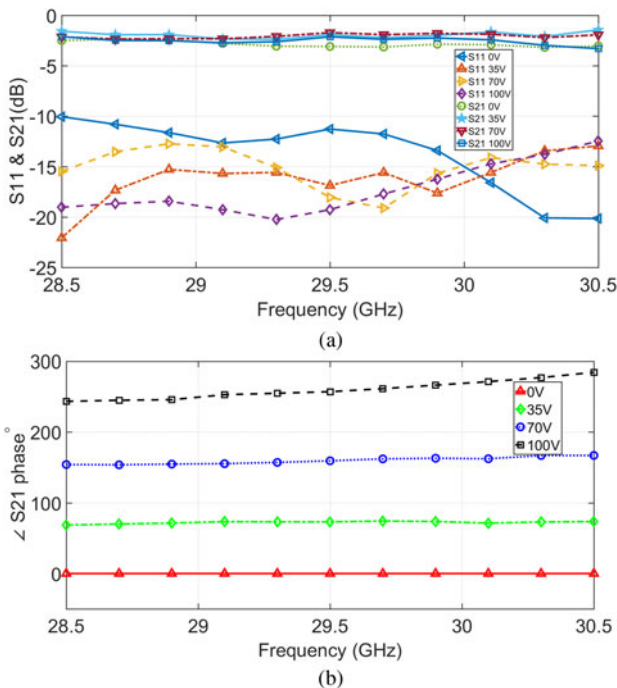 0
-5
-10
-15
-20
-25
S11 & S21(dB)
S11 0V
S11 35V
S11 70V
S11 100V
S21 0V
S21 35V
S21 70V
S21 100V
28.5 29 29.5 30 30.5
Frequency (GHz)
(a)
300
200
100
0
∠ S21 phase°
0V
35V
70V
100V
28.5 29 29.5 30 30.5
Frequency (GHz)
(b)